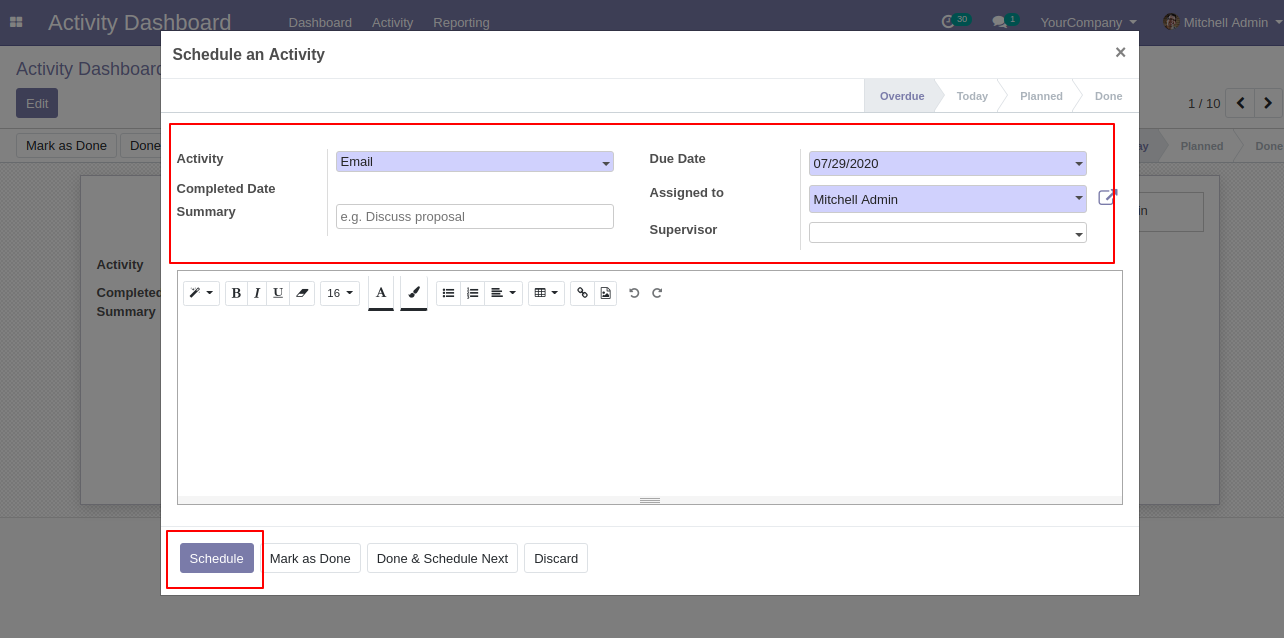 Activity Dashboard Dashboard Activity Reporting 30 1 YourCompany Mitchell Admin
Schedule an Activity ×
Activity Dashboard
Overdue Today Planned Done
Edit 1 / 10
Mark as Done Done Planned Done
Activity Email Due Date 07/29/2020
Completed Date Assigned to Mitchell Admin
Summary e.g. Discuss proposal Supervisor
Activity
Completed
Summary
B I U 16 A
Schedule Mark as Done Done & Schedule Next Discard